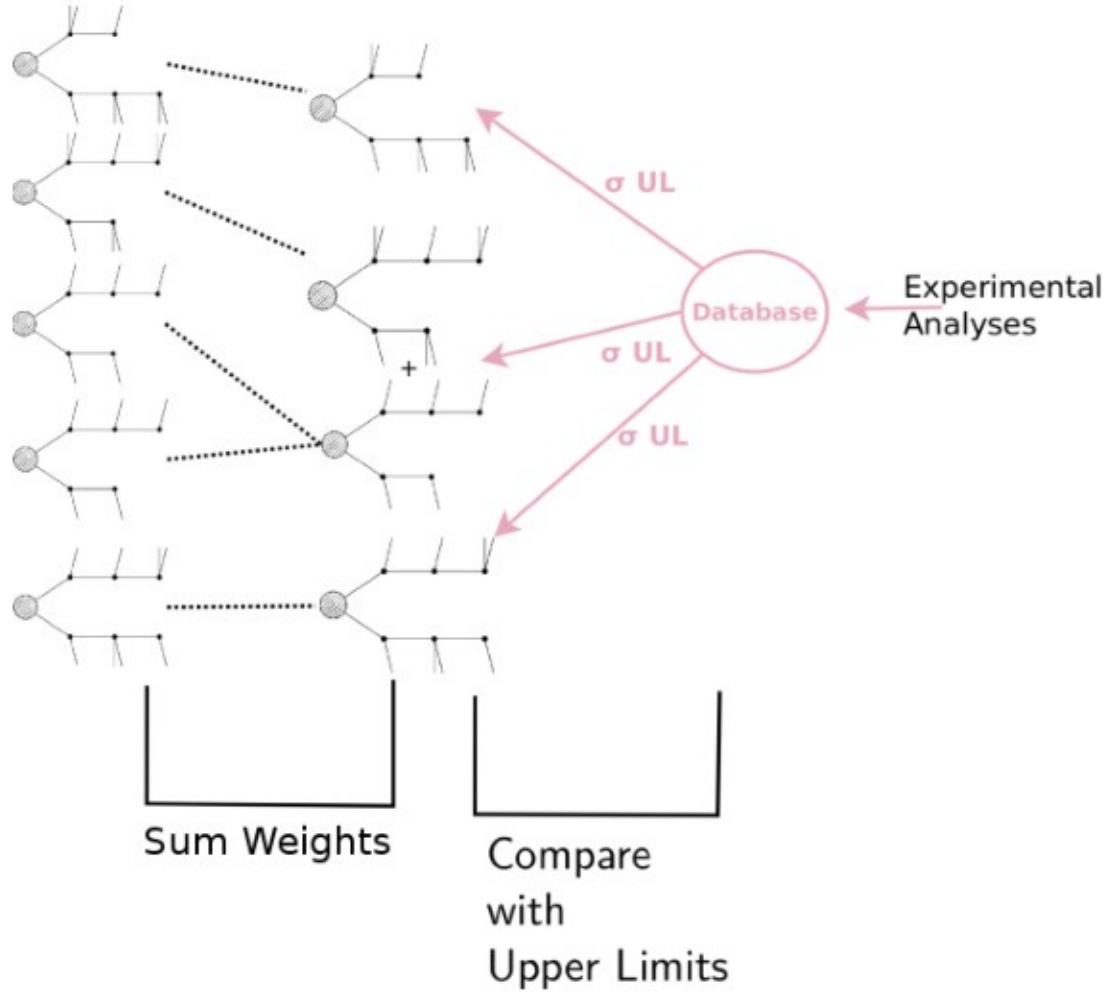 σ UL
Database
Experimental
Analyses
σ UL
+
σ UL
Sum Weights
Compare
with
Upper Limits